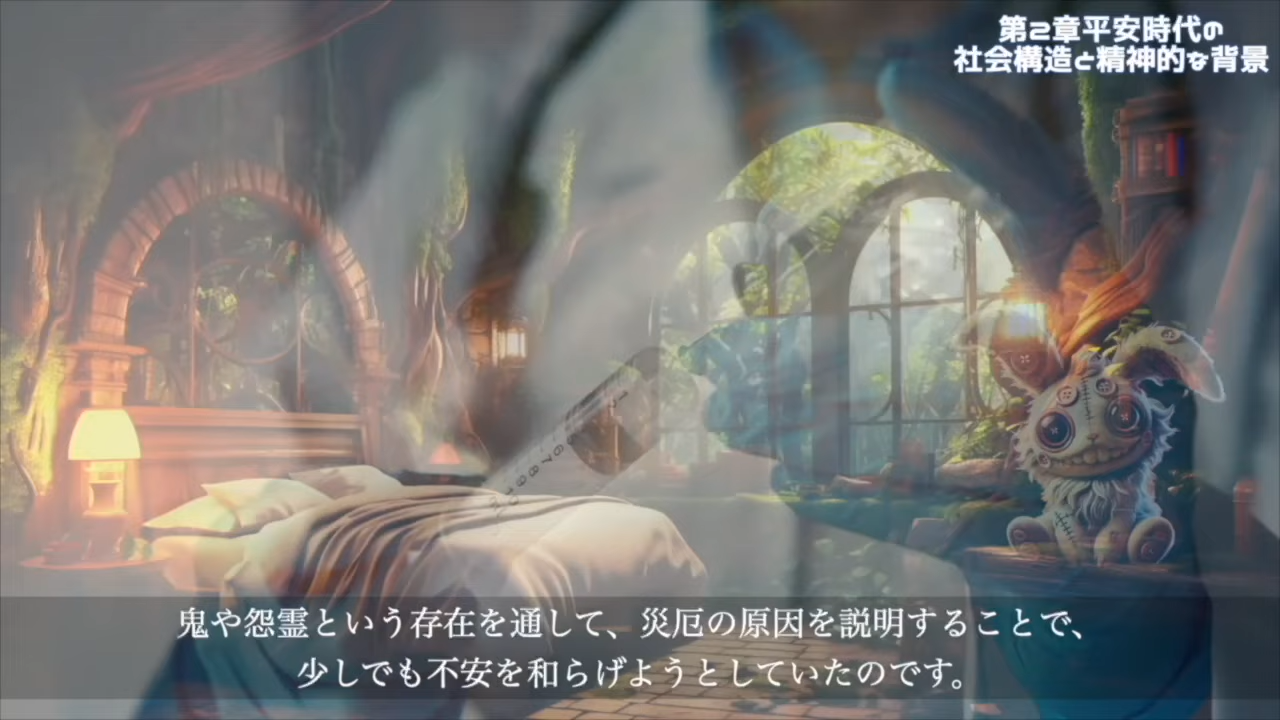 第2章平安時代の
社会構造と精神的な背景
鬼や怨霊という存在を通して、災厄の原因を説明することで、
少しでも不安を和らげようとしていたのです。